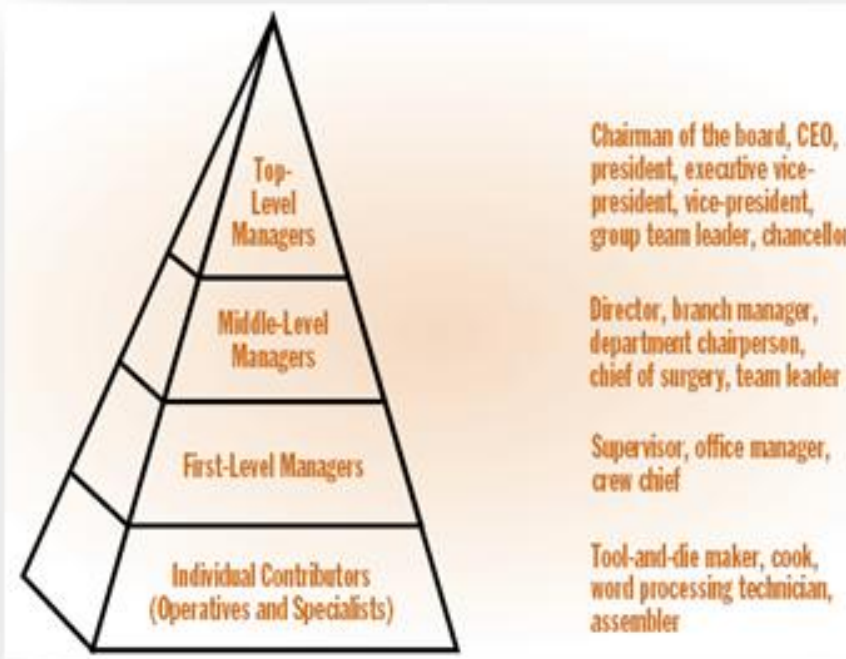 Top-
Level
Managers
Chairman of the board, CEO,
president, executive vice-
president, vice-president,
group team leader, chancellor
Middle-Level
Managers
Director, branch manager,
department chairperson,
chief of surgery, team leader
First-Level Managers
Supervisor, office manager,
crew chief
Individual Contributors
(Operatives and Specialists)
Tool-and-die maker, cook,
word processing technician,
assembler